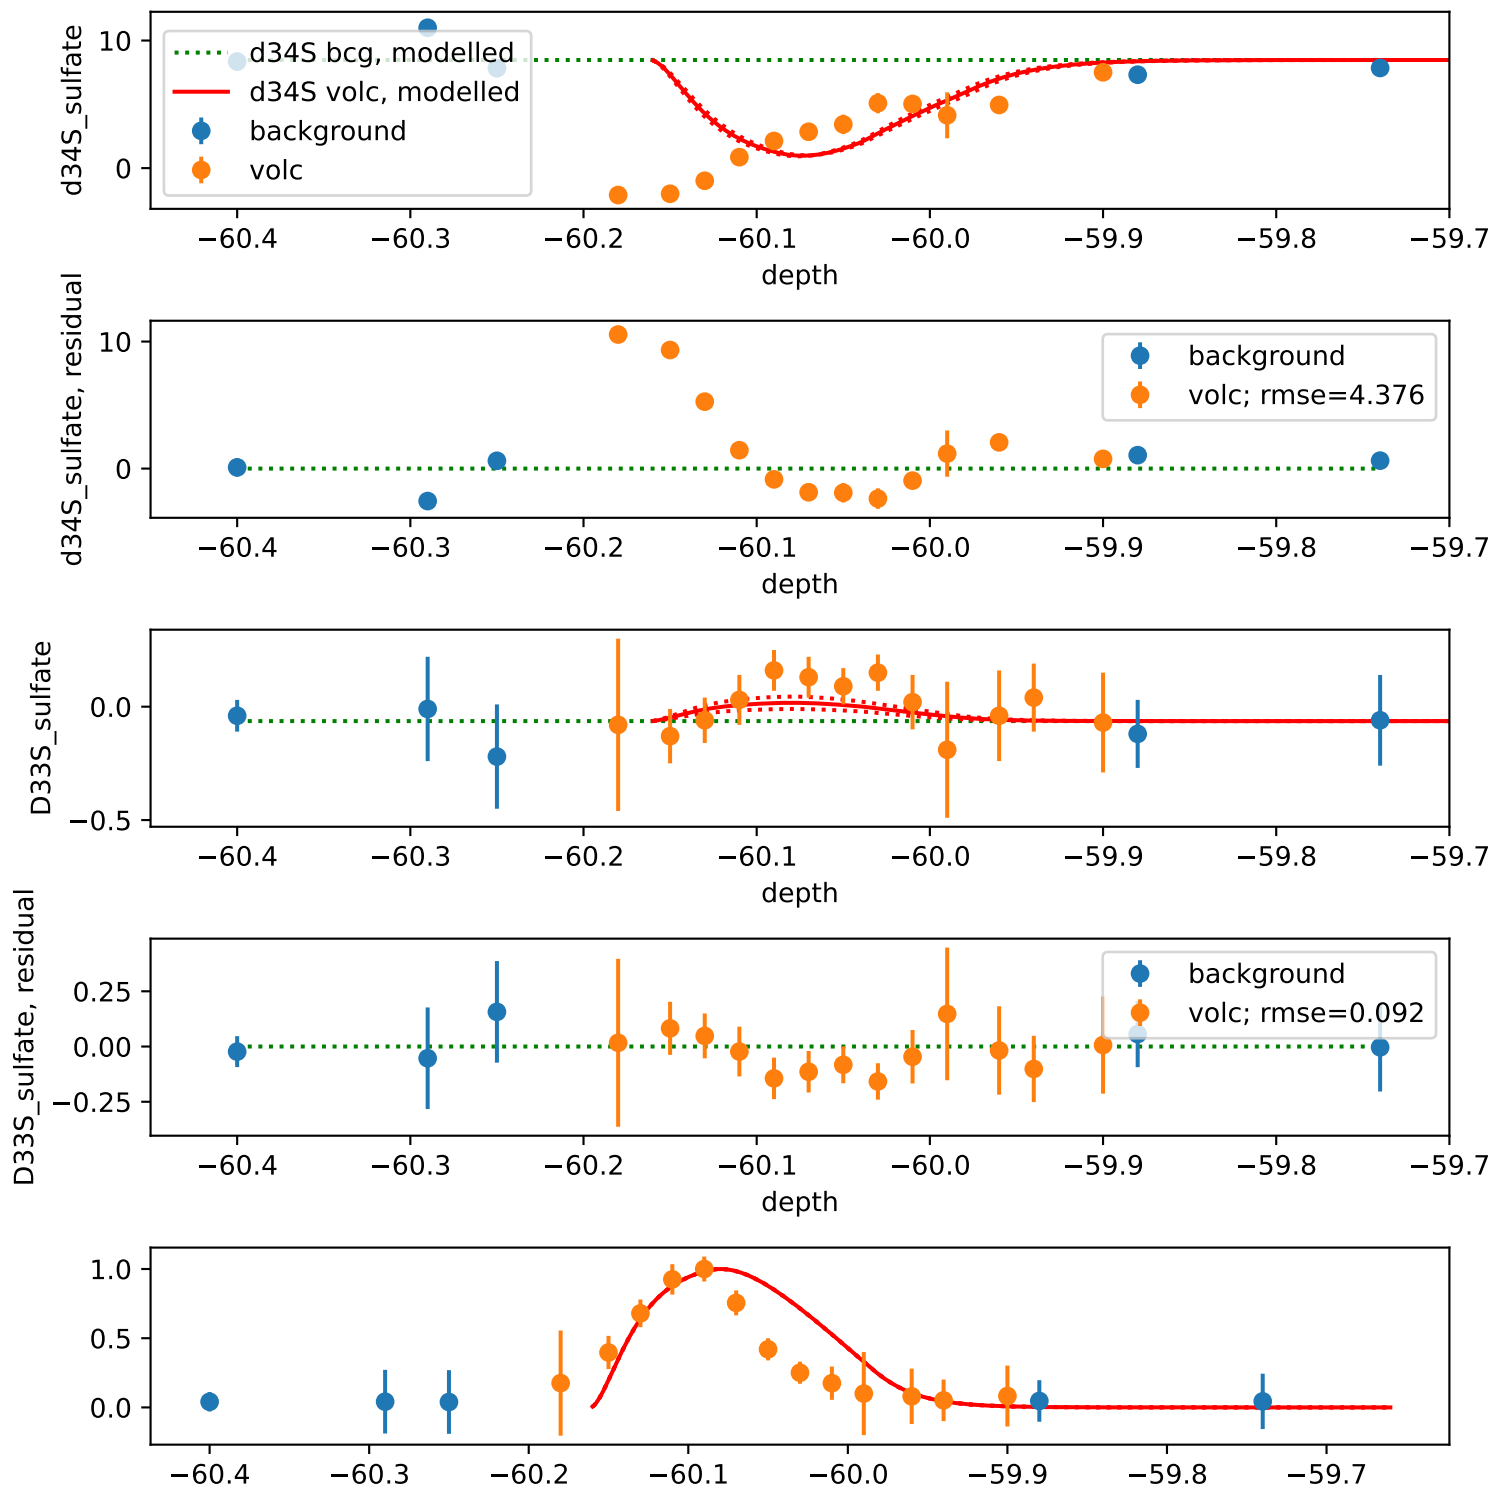 d34S_sulfate
10
0
d34S bcg, modelled
d34S volc, modelled
background
volc
−60.4 −60.3 −60.2 −60.1 −60.0 −59.9 −59.8 −59.7
depth
d34S_sulfate, residual
10
0
background
volc; rmse=4.376
−60.4 −60.3 −60.2 −60.1 −60.0 −59.9 −59.8 −59.7
depth
D33S_sulfate
0.0
−0.5
−60.4 −60.3 −60.2 −60.1 −60.0 −59.9 −59.8 −59.7
depth
D33S_sulfate, residual
0.25
0.00
−0.25
background
volc; rmse=0.092
−60.4 −60.3 −60.2 −60.1 −60.0 −59.9 −59.8 −59.7
depth
1.0
0.5
0.0
−60.4 −60.3 −60.2 −60.1 −60.0 −59.9 −59.8 −59.7